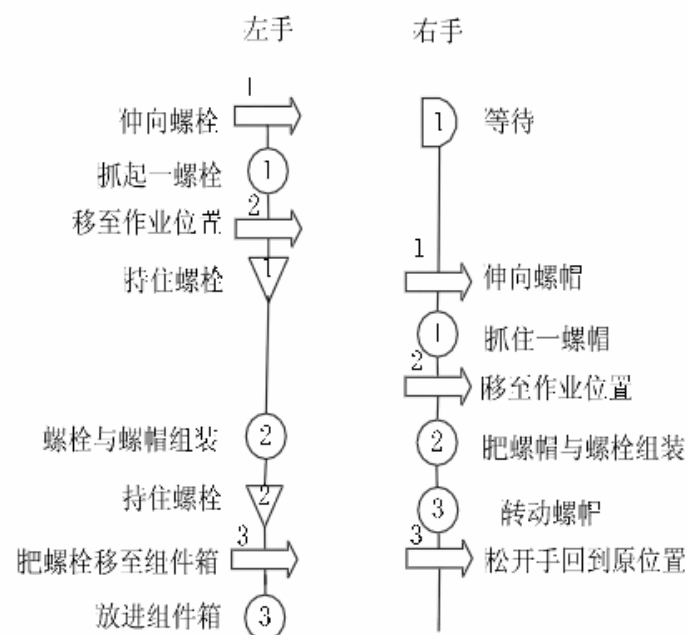 左手 右手
1
伸向螺栓 1 等待
抓起一螺栓 1
2
移至作业位置
1
持住螺栓 1 伸向螺帽
1 抓住一螺帽
2
移至作业位置
螺栓与螺帽组装 2 2 把螺帽与螺栓组装
持住螺栓 2 3 转动螺帽
3 3
把螺栓移至组件箱 松开手回到原位置
放进组件箱 3